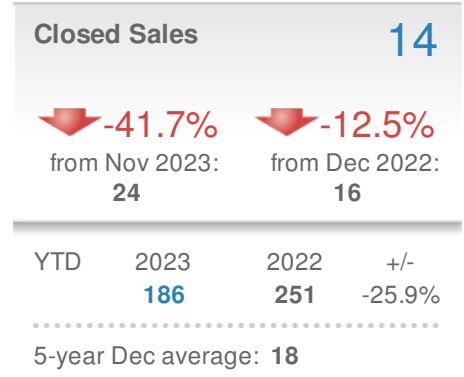 Closed Sales 14
-41.7% -12.5%
from Nov 2023: from Dec 2022:
24 16
YTD 2023 2022 +/-
186 251 -25.9%
5-year Dec average: 18